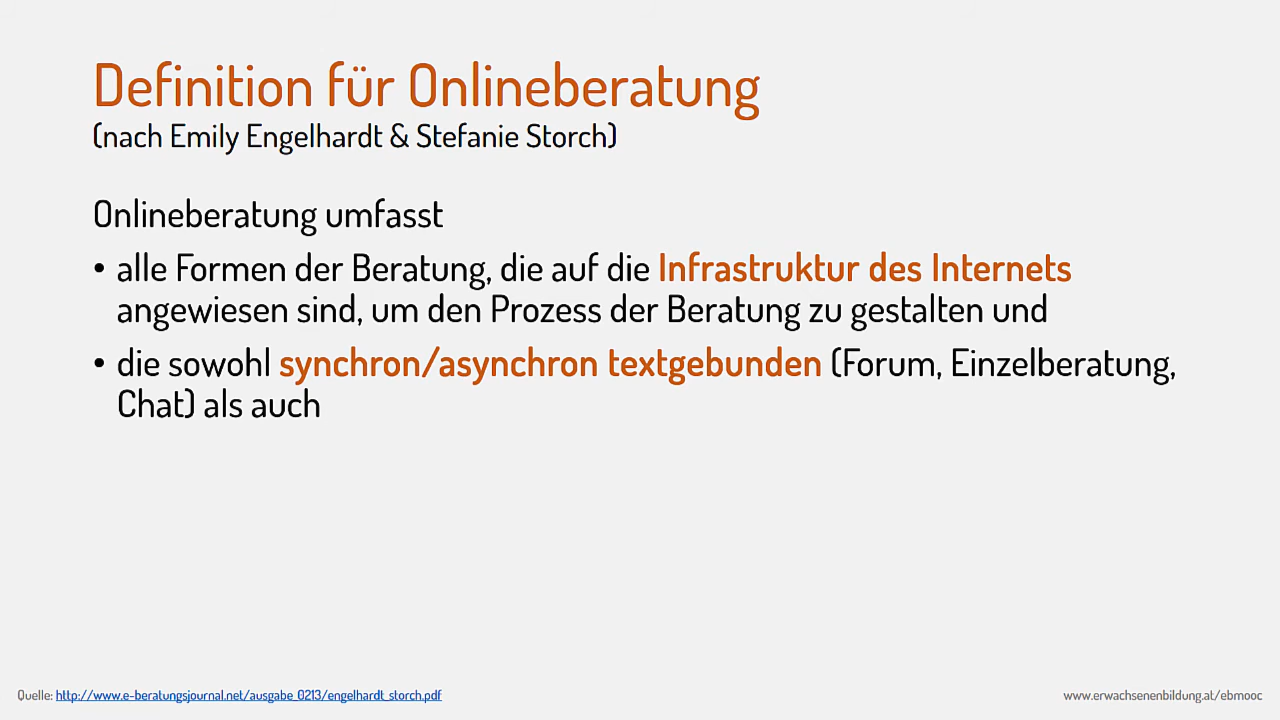 Definition für Onlineberatung
(nach Emily Engelhardt & Stefanie Storch)
Onlineberatung umfasst
• alle Formen der Beratung, die auf die Infrastruktur des Internets
angewiesen sind, um den Prozess der Beratung zu gestalten und
• die sowohl synchron/asynchron textgebunden (Forum, Einzelberatung,
Chat) als auch
Quelle: http://www.e-beratungsjournal.net/ausgabe_0213/engelhardt_storch.pdf
www.erwachsenenbildung.at/ebmooc